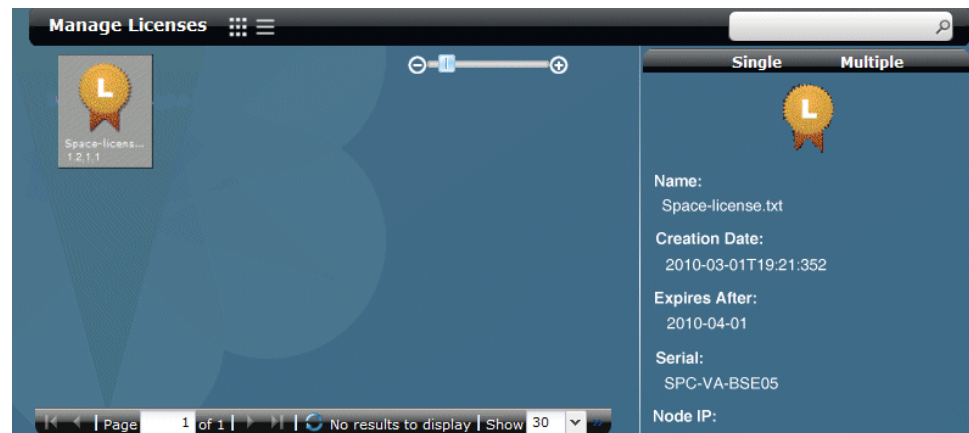 Manage Licenses
Single Multiple
L
Space-licens...
1.2.1.1
L
Name:
Space-license.txt
Creation Date:
2010-03-01T19:21:352
Expires After:
2010-04-01
Serial:
SPC-VA-BSE05
Node IP:
Page 1 of 1 No results to display Show 30